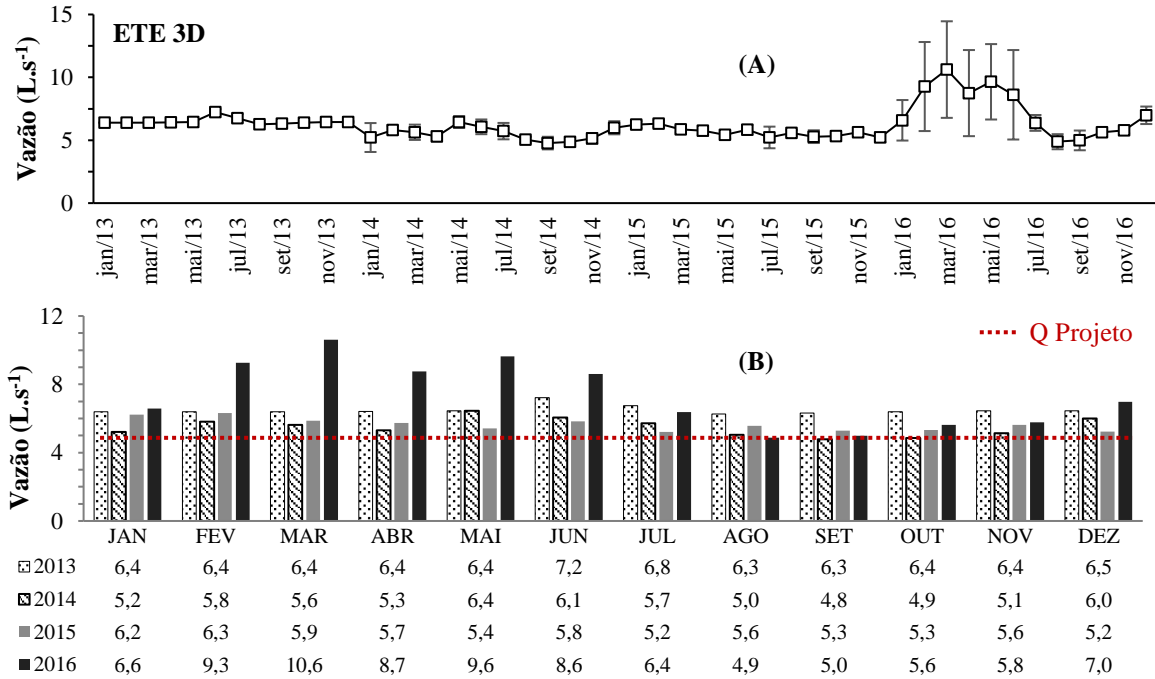 15
10
5
0
Vazão (L.s-1)
ETE 3D
(A)
jan/13
mar/13
mai/13
jul/13
set/13
nov/13
jan/14
mar/14
mai/14
jul/14
set/14
nov/14
jan/15
mar/15
mai/15
jul/15
set/15
nov/15
jan/16
mar/16
mai/16
jul/16
set/16
nov/16
12
8
4
0
Vazão (L.s-1)
Q Projeto
(B)
JAN FEV MAR ABR MAI JUN JUL AGO SET OUT NOV DEZ
2013 6,4 6,4 6,4 6,4 6,4 7,2 6,8 6,3 6,3 6,4 6,4 6,5
2014 5,2 5,8 5,6 5,3 6,4 6,1 5,7 5,0 4,8 4,9 5,1 6,0
2015 6,2 6,3 5,9 5,7 5,4 5,8 5,2 5,6 5,3 5,3 5,6 5,2
2016 6,6 9,3 10,6 8,7 9,6 8,6 6,4 4,9 5,0 5,6 5,8 7,0